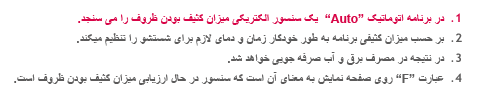 1. در برنامه اتوماتیک “Auto” یک سنسور الکتریکی میزان کثیف بودن ظروف را می سنجد.
2. بر حسب میزان کثیفی برنامه به طور خودکار زمان و دمای لازم برای شستشو را تنظیم میکند.
3. در نتیجه در مصرف برق و آب صرفه جویی خواهد شد.
4. عبارت “F” روی صفحه نمایش به معنای آن است که سنسور در حال ارزیابی میزان کثیف بودن ظروف است.